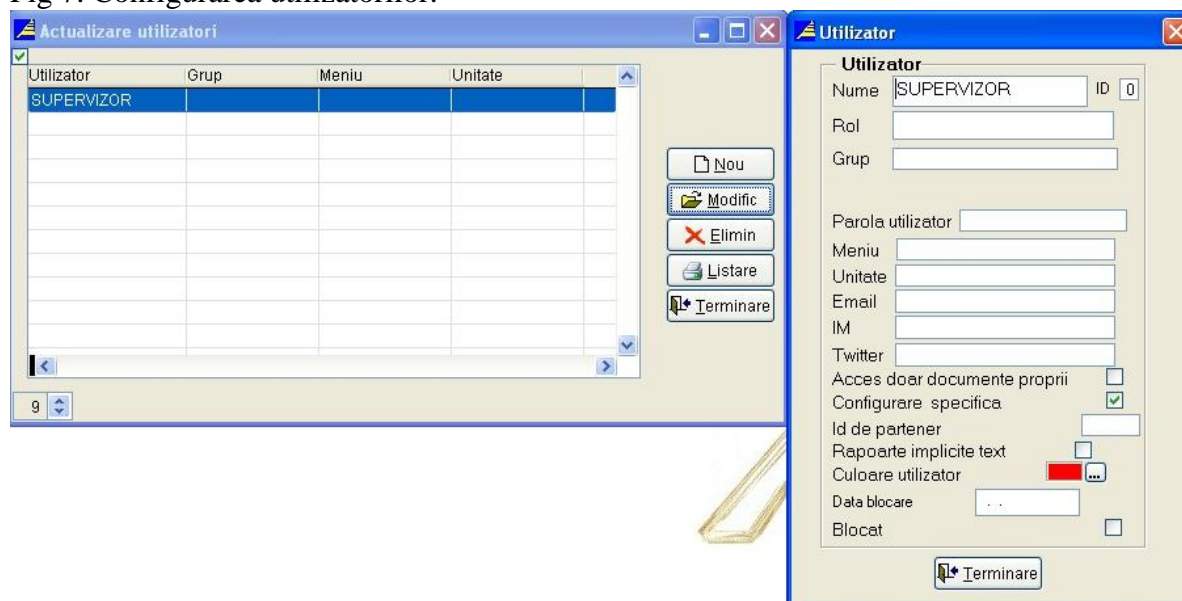 Fig 7. Configurarea utilizatorilor.
Actualizare utilizatori
Utilizator Grup Meniu Unitate
SUPERVIZOR
Nou
Modific
Elimin
Listare
Terminare
9
Utilizator
Utilizator
Nume SUPERVIZOR ID 0
Rol
Grup
Parola utilizator
Meniu
Unitate
Email
IM
Twitter
Acces doar documente proprii
Configurare specifica
Id de partener
Rapoarte implicite text
Culoare utilizator ...
Data blocare . .
Blocat
Terminare